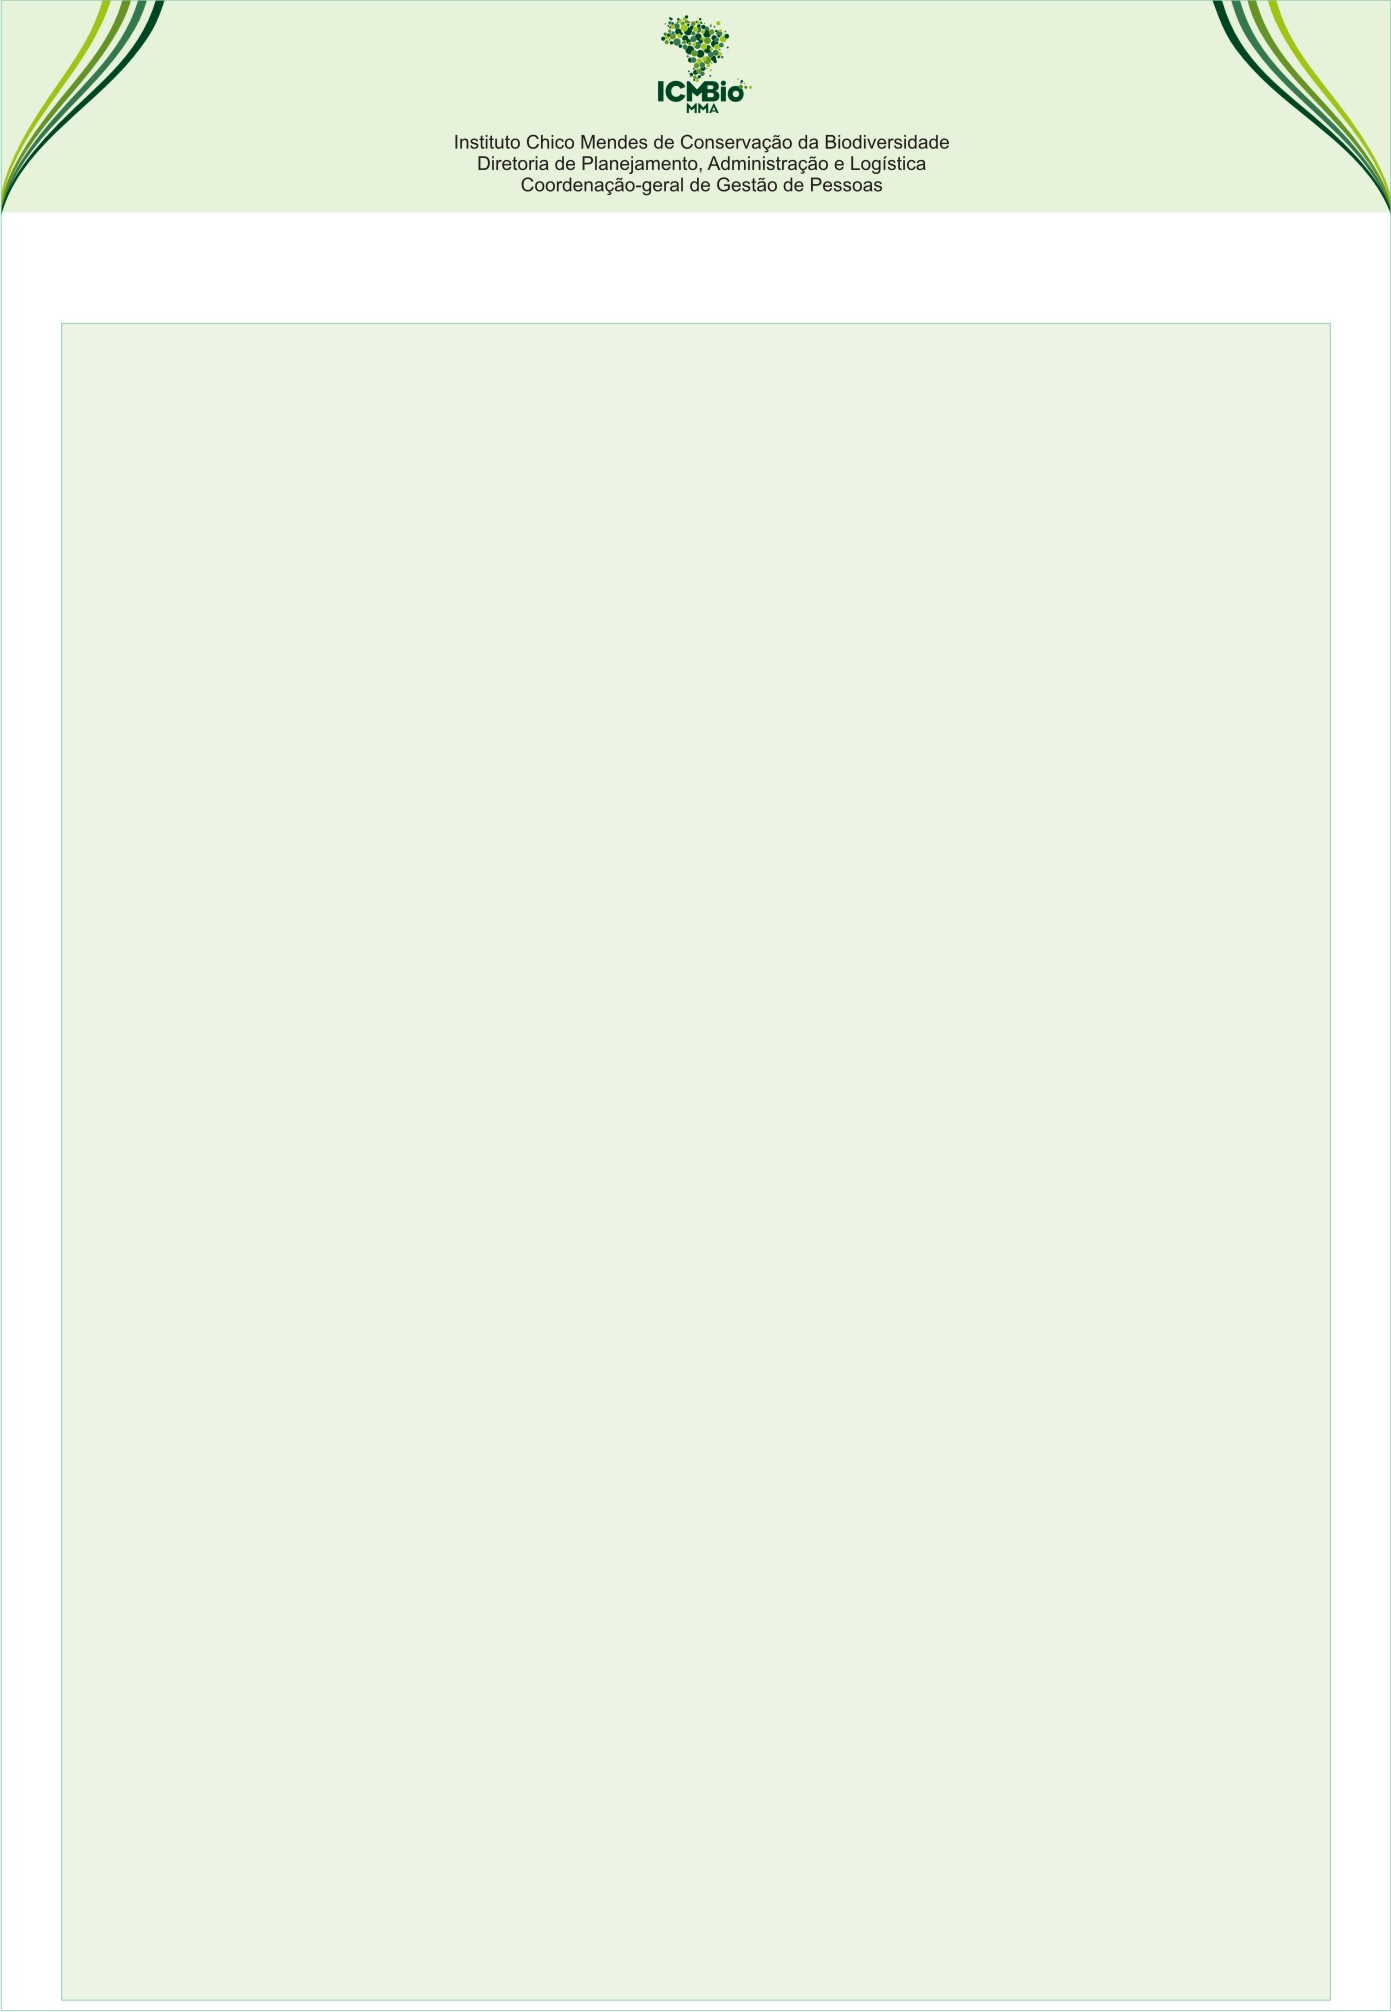 ICMBio
MMA
Instituto Chico Mendes de Conservação da Biodiversidade
Diretoria de Planejamento, Administração e Logística
Coordenação-geral de Gestão de Pessoas